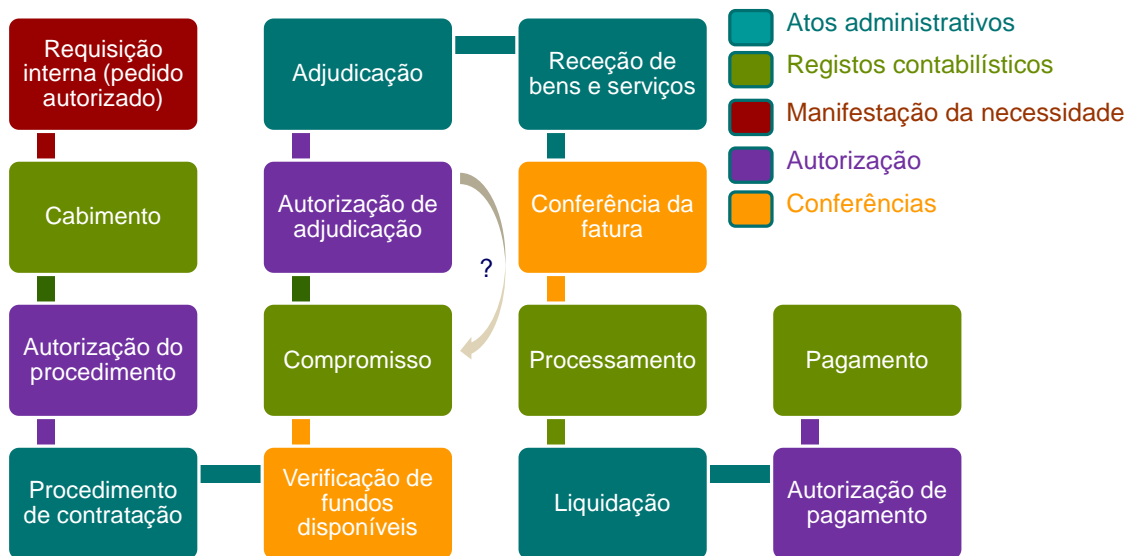 Requisição
interna (pedido
autorizado)
Cabimento
Autorização do
procedimento
Procedimento
de contratação
Verificação de
fundos
disponíveis
Compromisso
Autorização de
adjudicação
?
Adjudicação
Receção de
bens e serviços
Conferência da
fatura
Processamento
Liquidação
Autorização de
pagamento
Pagamento
Atos administrativos
Registos contabilísticos
Manifestação da necessidade
Autorização
Conferências